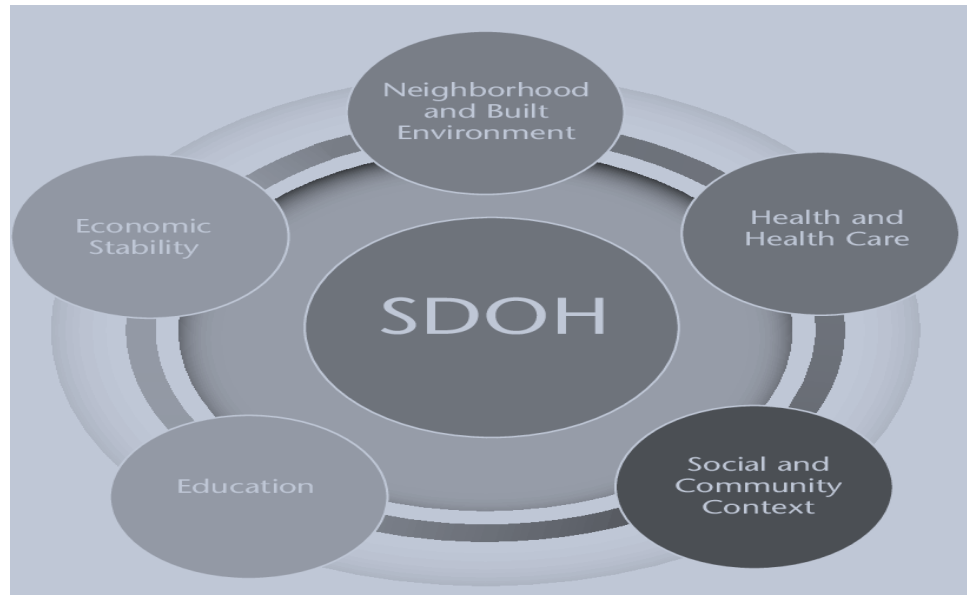 Neighborhood
and Built
Environment
Economic
Stability
Health and
Health Care
SDOH
Education
Social and
Community
Context